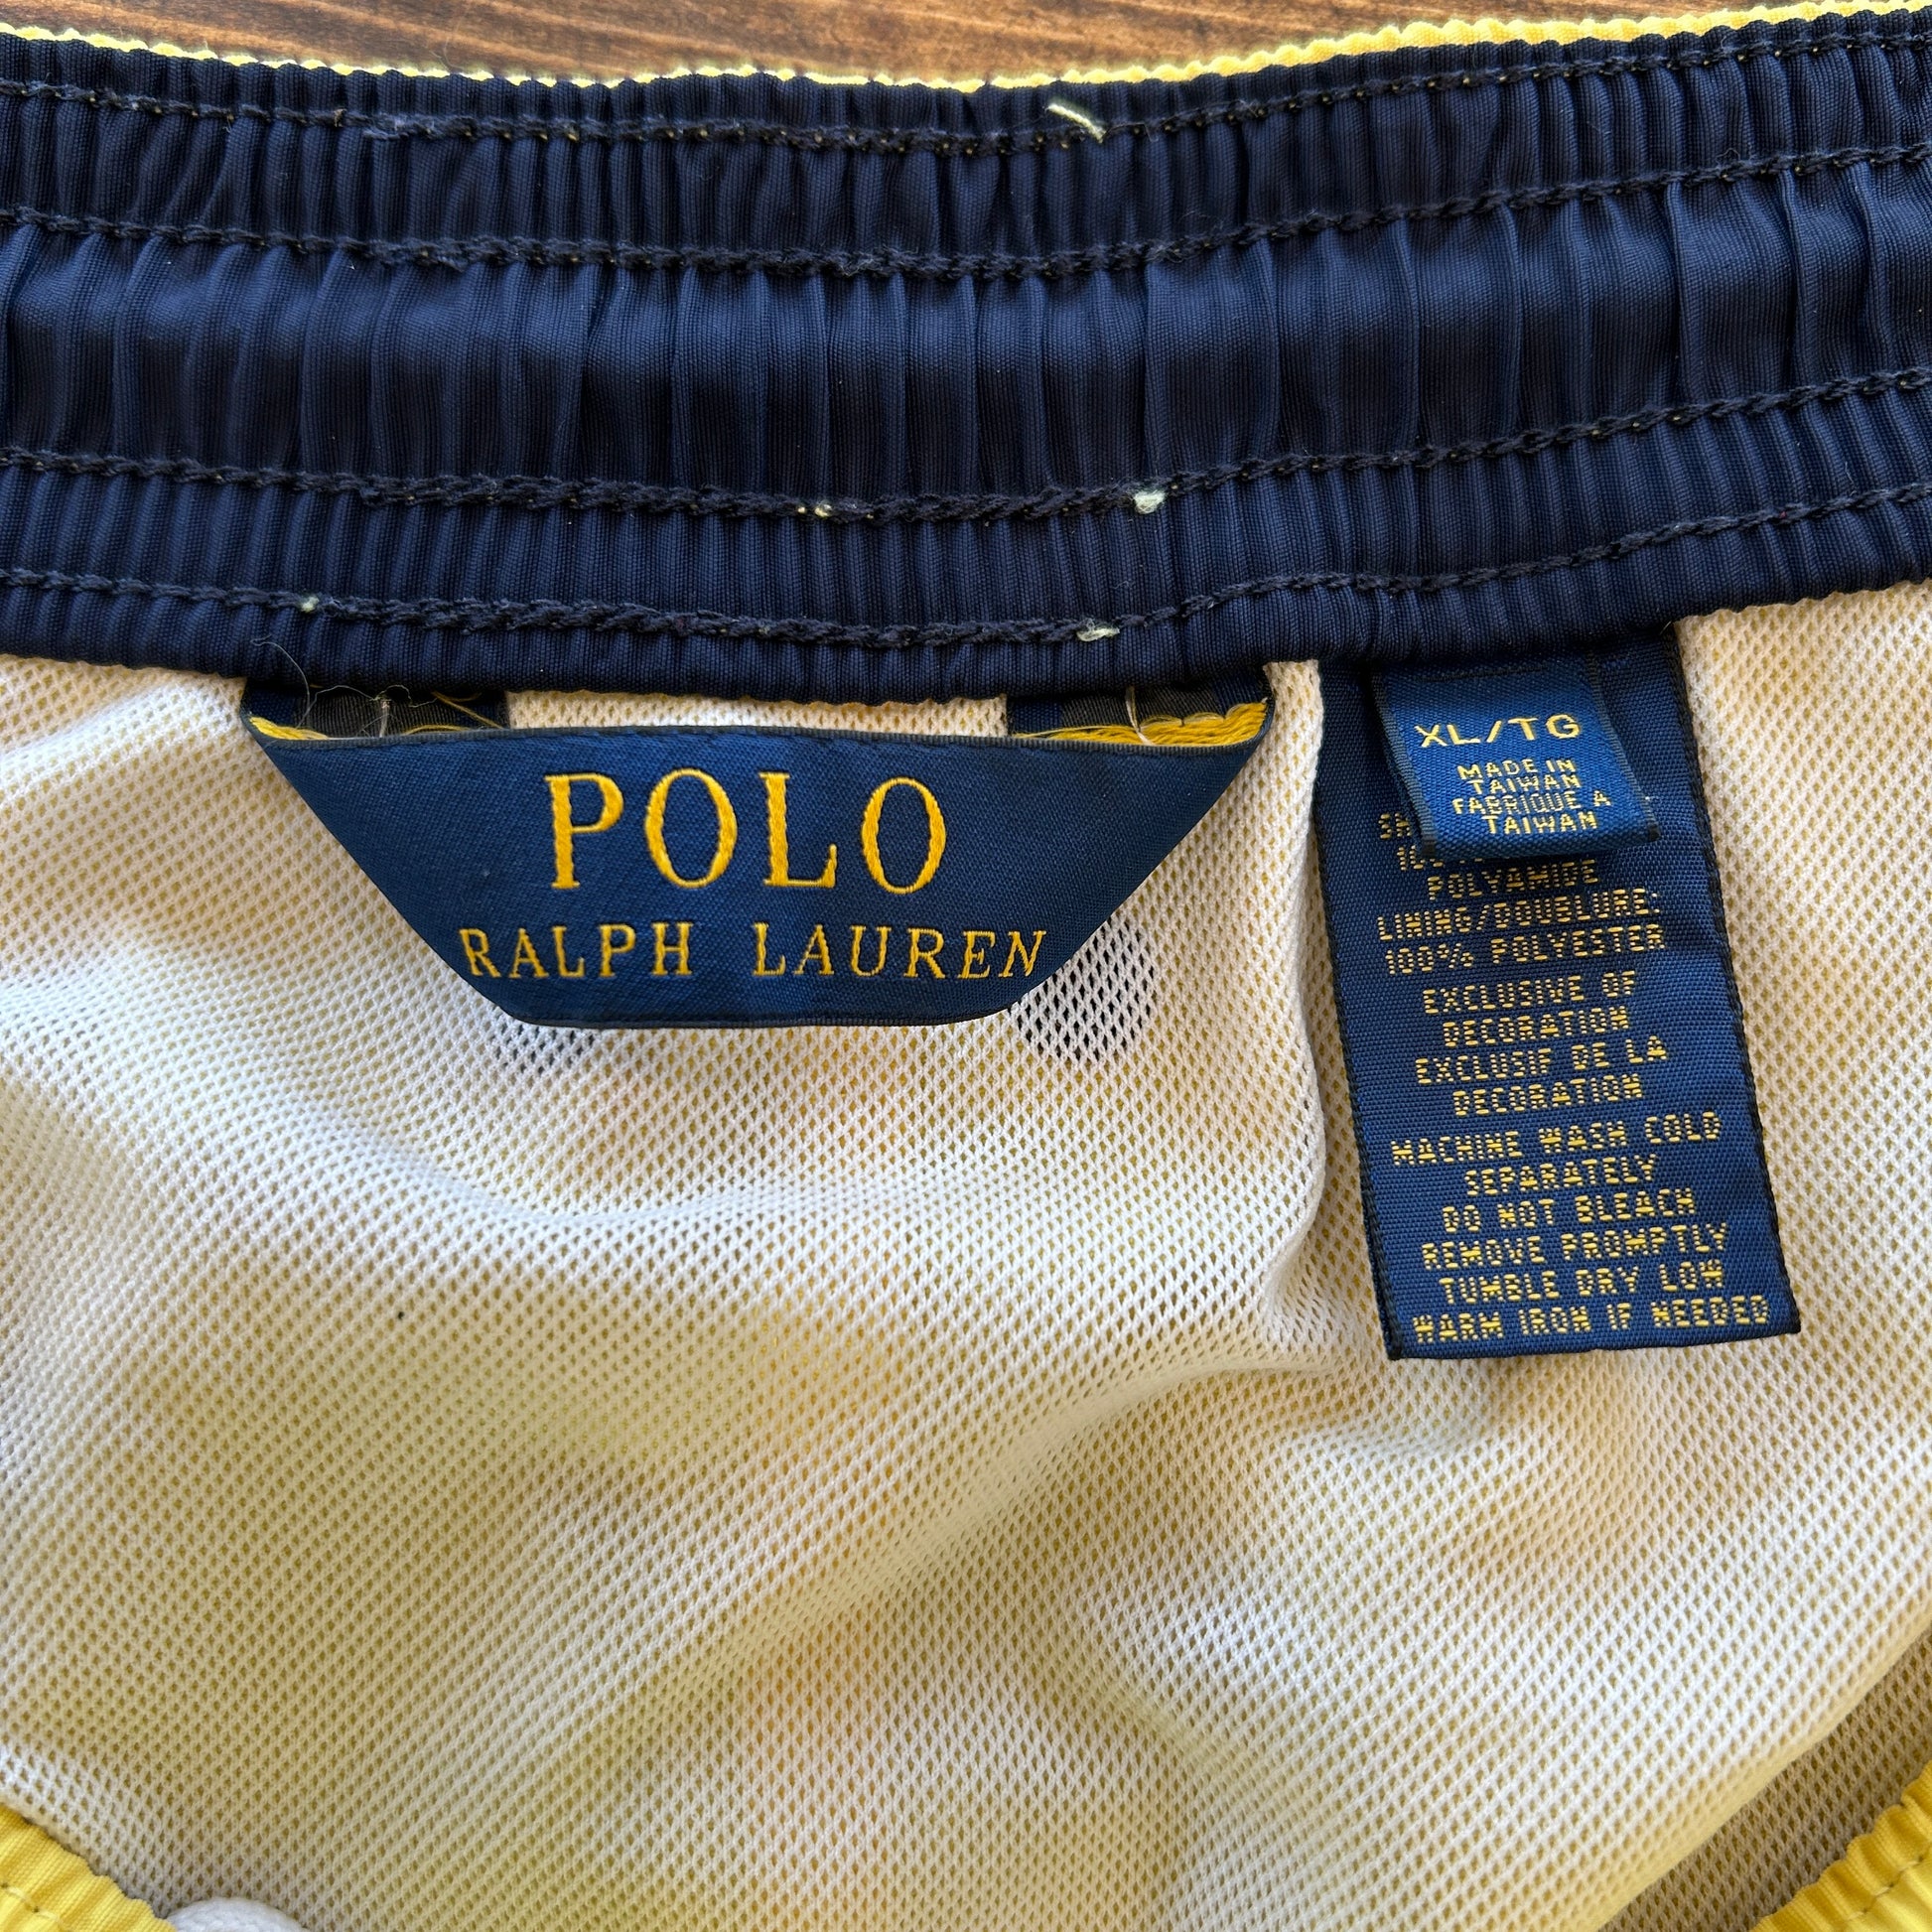 POLO
RALPH LAUREN
XL/TG
MADE IN
TAIWAN
FABRIQUE A
TAIWAN
POLYAMIDE
LINING/DOUBLURE:
100% POLYESTER
EXCLUSIVE OF
DECORATION
EXCLUSIF DE LA
DECORATION
MACHINE WASH COLD
SEPARATELY
DO NOT BLEACH
REMOVE PROMPTLY
TUMBLE DRY LOW
WARM IRON IF NEEDED